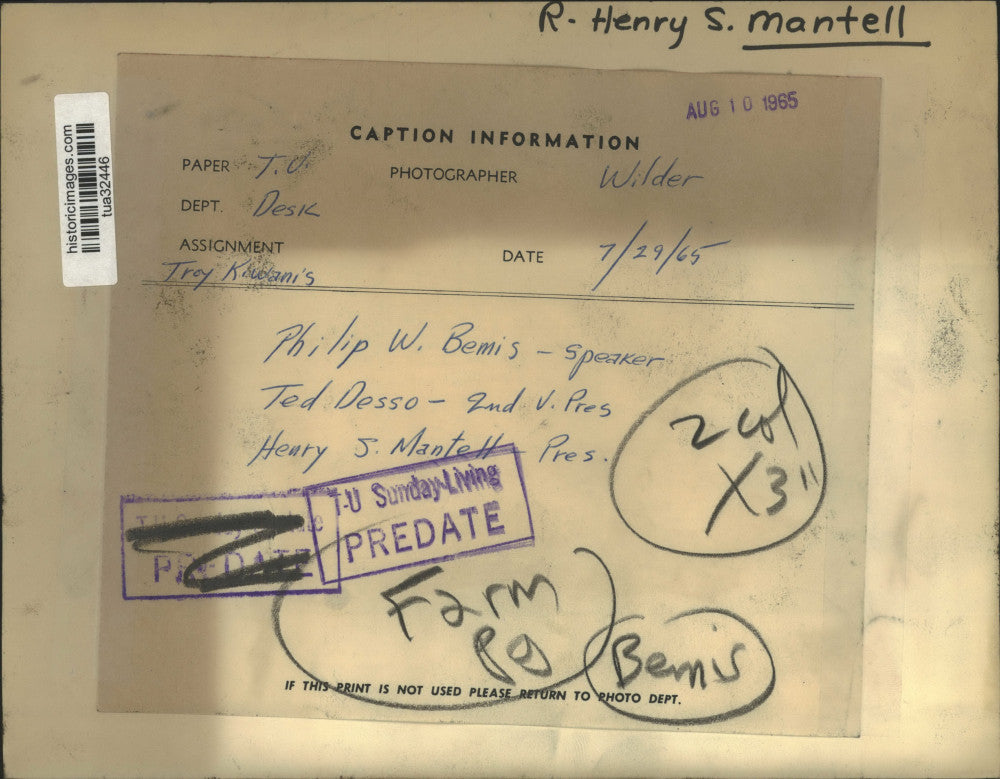 R- Henry S. Mantell
AUG 10 1965
historicimages.com
tua32446
CAPTION INFORMATION
PAPER T.U. PHOTOGRAPHER Wilder
DEPT. Desk
ASSIGNMENT DATE 7/29/65
Troy Kiwani's
Philip W. Bemis - speaker
Ted Desso - 2nd V. Pres
Henry S. Mantell - Pres.
2 col
X3"
T-U Sunday-Living
PREDATE
PREDATE
Farm
Pg
Bemis
IF THIS PRINT IS NOT USED PLEASE RETURN TO PHOTO DEPT.